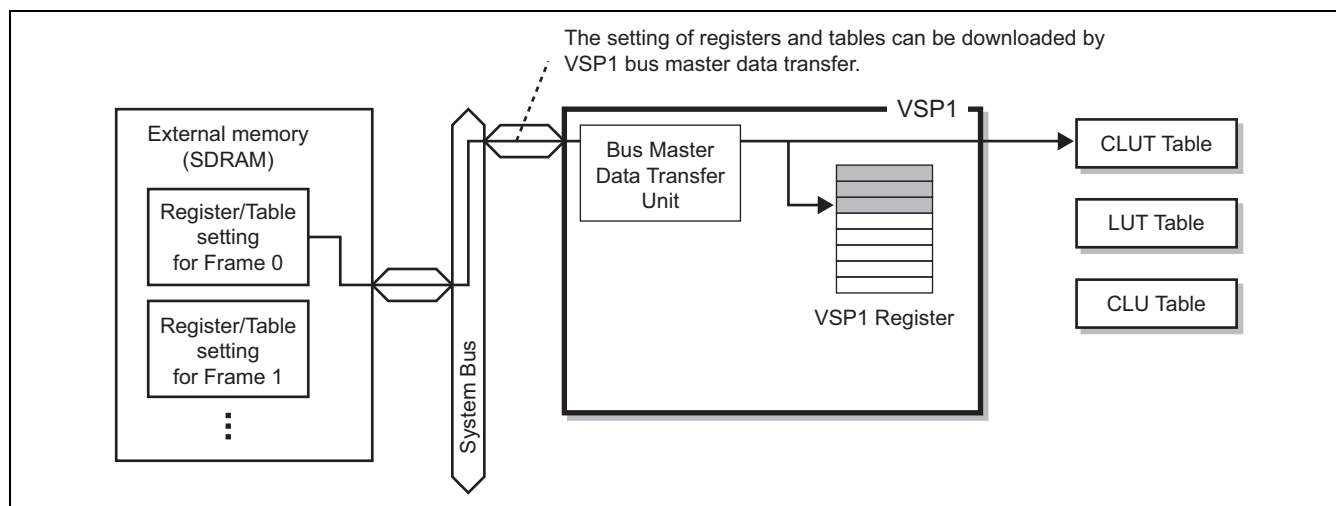 The setting of registers and tables can be downloaded by
VSP1 bus master data transfer.
External memory
(SDRAM)
Register/Table
setting
for Frame 0
Register/Table
setting
for Frame 1
System Bus
VSP1
Bus Master
Data Transfer
Unit
VSP1 Register
CLUT Table
LUT Table
CLU Table